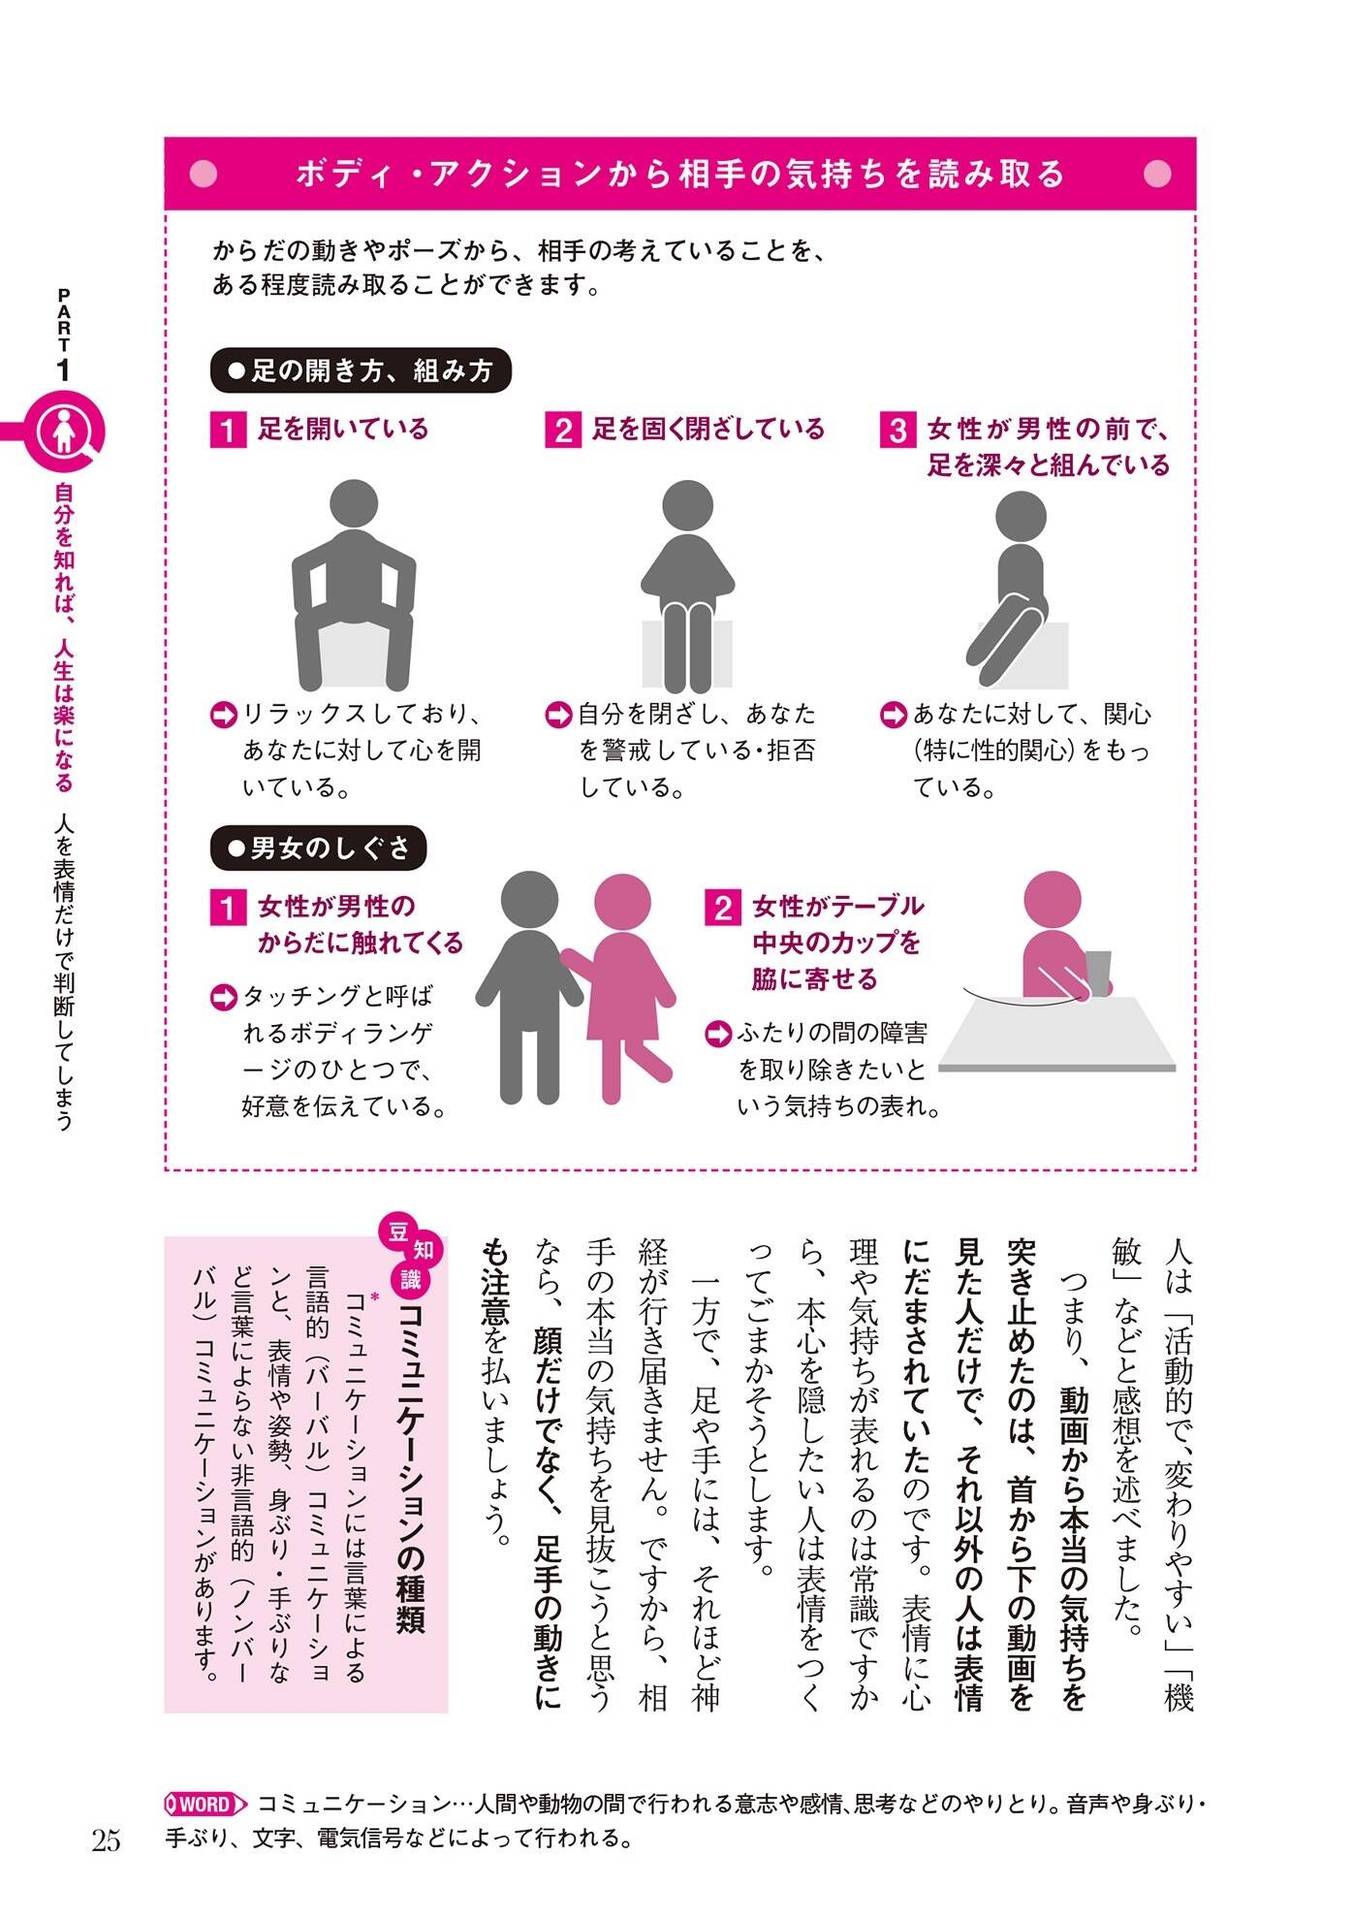 PART 1
自分を知れば、人生は楽になる
人を表情だけで判断してしまう
ボディ・アクションから相手の気持ちを読み取る
からだの動きやポーズから、相手の考えていることを、
ある程度読み取ることができます。
●足の開き方、組み方
1 足を開いている
リラックスしており、
あなたに対して心を開
いている。
2 足を固く閉ざしている
自分を閉ざし、あなた
を警戒している・拒否
している。
3 女性が男性の前で、
足を深々と組んでいる
あなたに対して、関心
（特に性的関心）をもっ
ている。
●男女のしぐさ
1 女性が男性の
からだに触れてくる
タッチングと呼ば
れるボディランゲ
ージのひとつで、
好意を伝えている。
2 女性がテーブル
中央のカップを
脇に寄せる
ふたりの間の障害
を取り除きたいと
いう気持ちの表れ。
人は「活動的で、変わりやすい」「機
敏」などと感想を述べました。
つまり、動画から本当の気持ちを
突き止めたのは、首から下の動画を
見た人だけで、それ以外の人は表情
にだまされていたのです。表情に心
理や気持ちが表れるのは常識ですか
ら、本心を隠したい人は表情をつく
ってごまかそうとします。
一方で、足や手には、それほど神
経が行き届きません。ですから、相
手の本当の気持ちを見抜こうと思う
なら、顔だけでなく、足手の動きに
も注意を払いましょう。
豆知識
コミュニケーションの種類
＊コミュニケーションには言葉による
言語的（バーバル）コミュニケーショ
ンと、表情や姿勢、身ぶり・手ぶりな
ど言葉によらない非言語的（ノンバー
バル）コミュニケーションがあります。
WORD コミュニケーション…人間や動物の間で行われる意志や感情、思考などのやりとり。音声や身ぶり・
手ぶり、文字、電気信号などによって行われる。
25